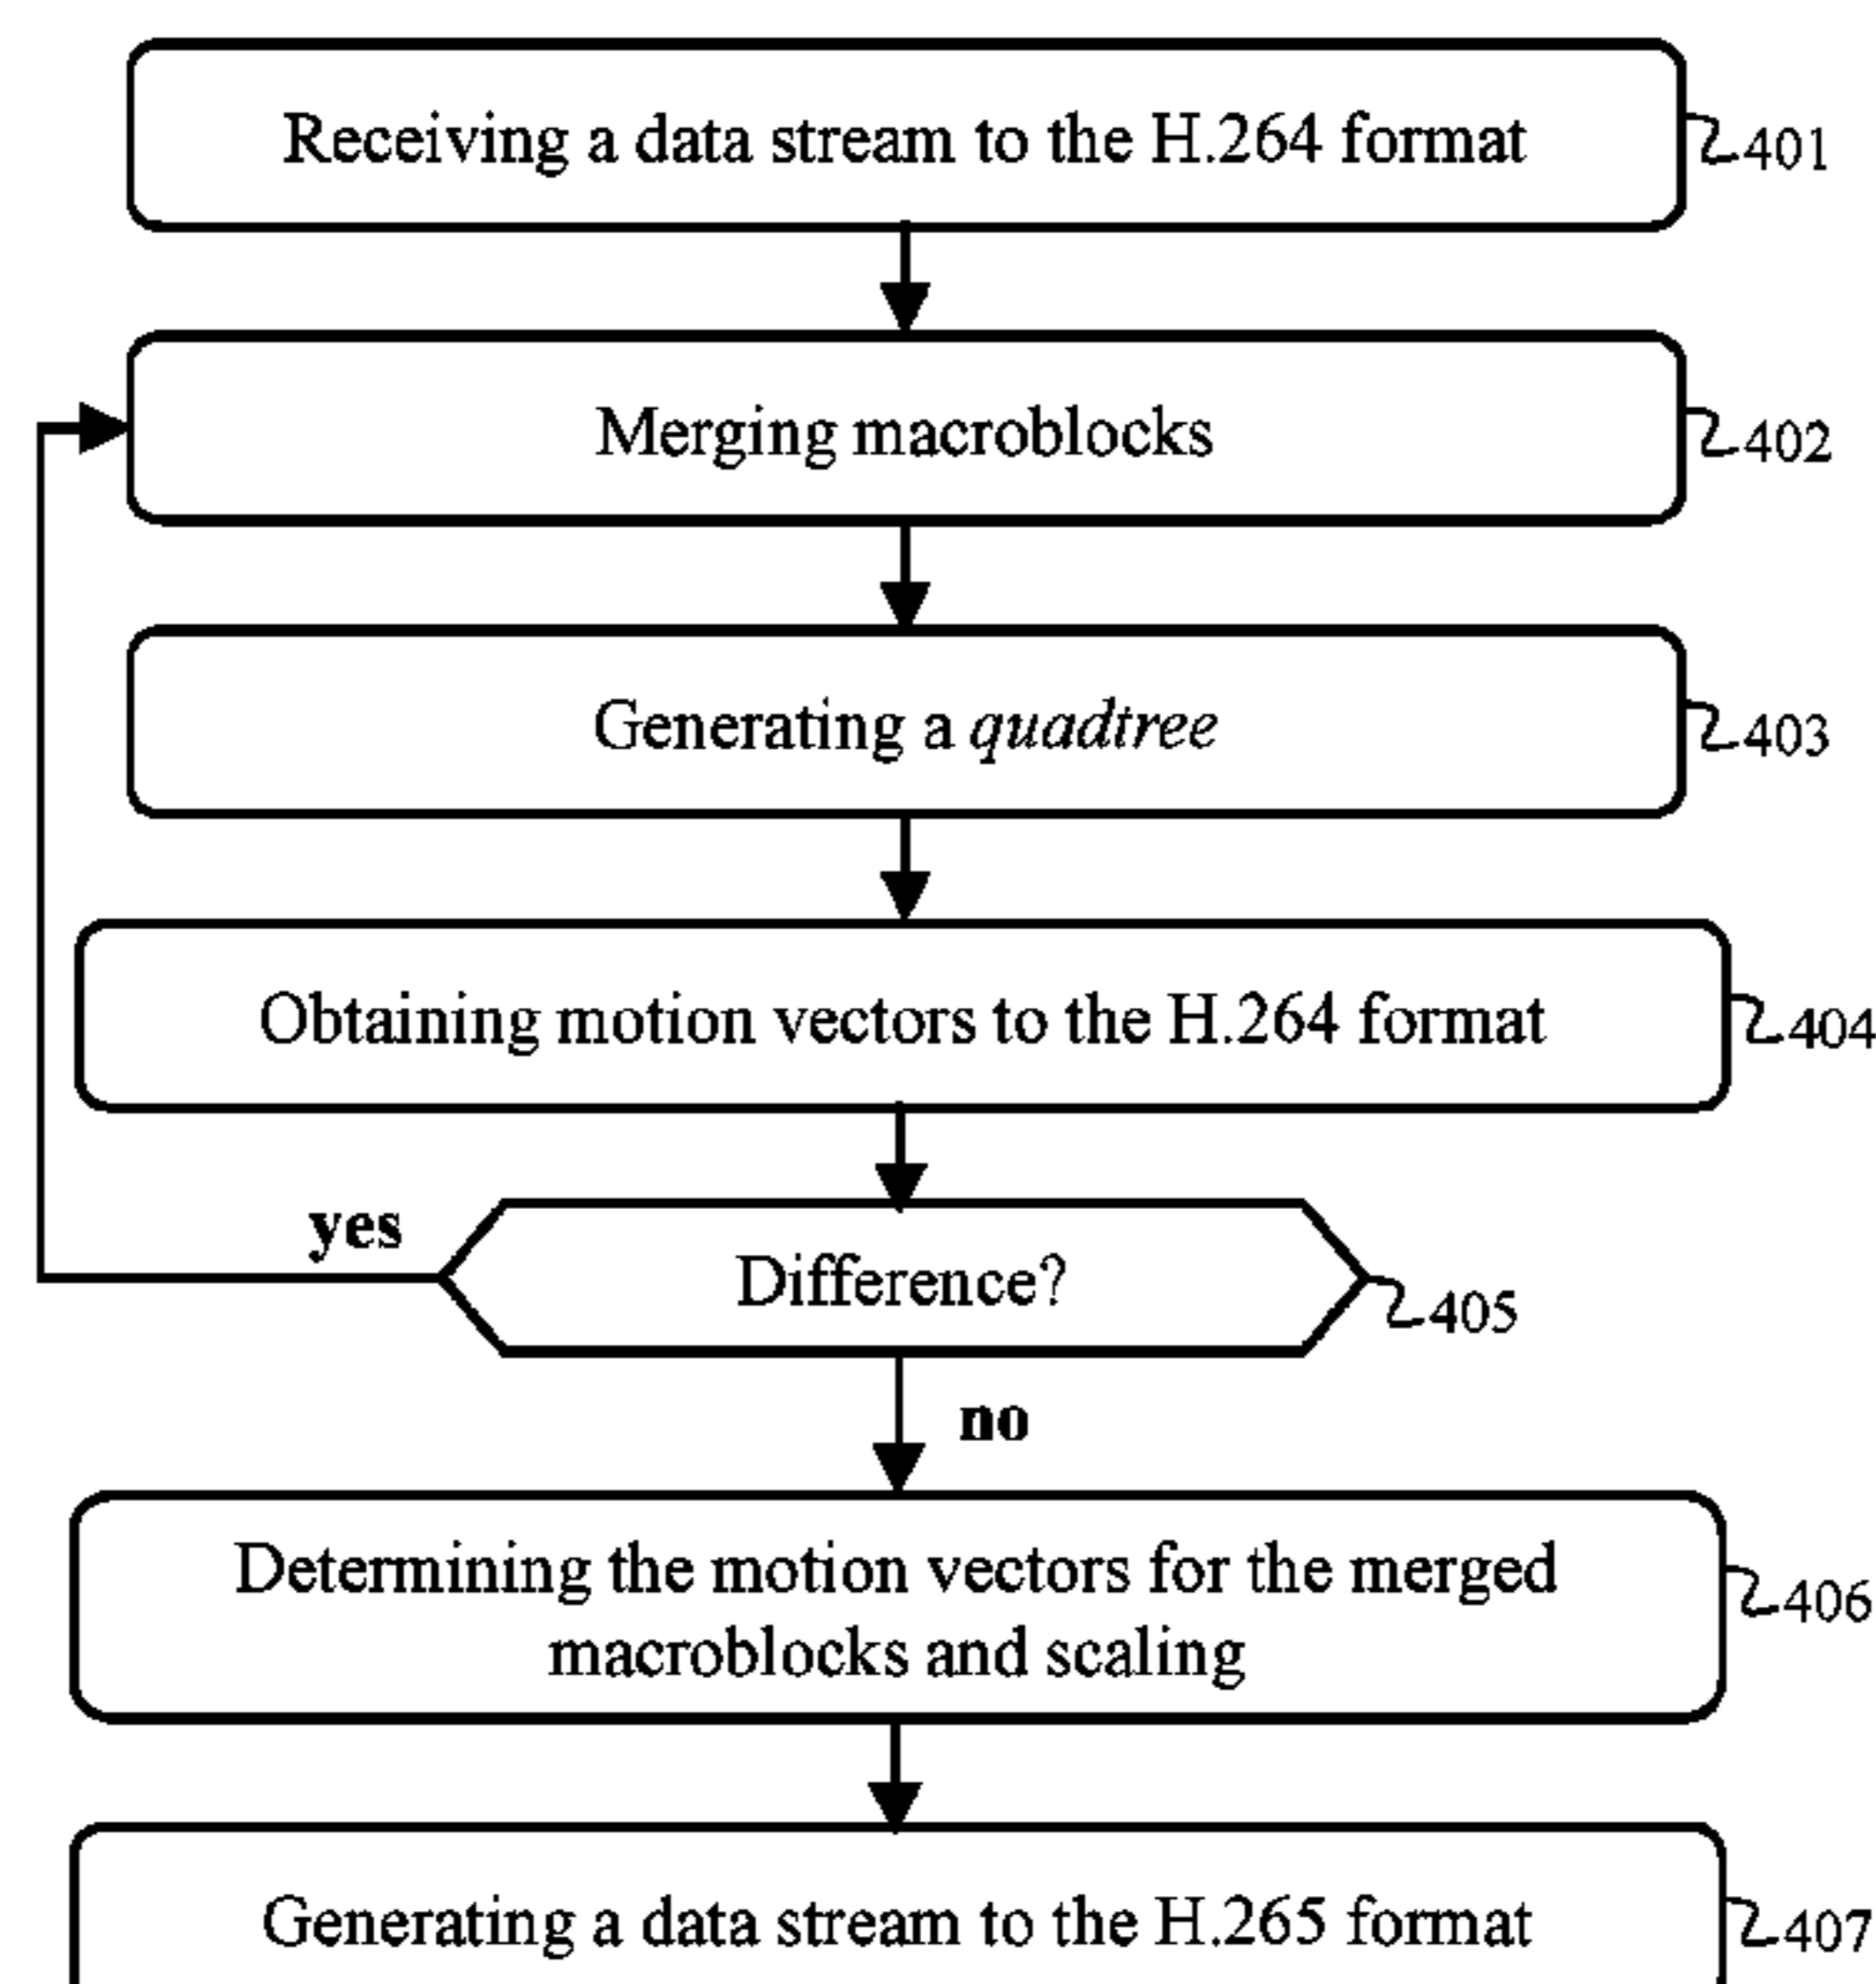 Receiving a data stream to the H.264 format
401
Merging macroblocks
402
Generating a quadtree
403
Obtaining motion vectors to the H.264 format
404
yes
Difference?
405
no
Determining the motion vectors for the merged
macroblocks and scaling
406
Generating a data stream to the H.265 format
407